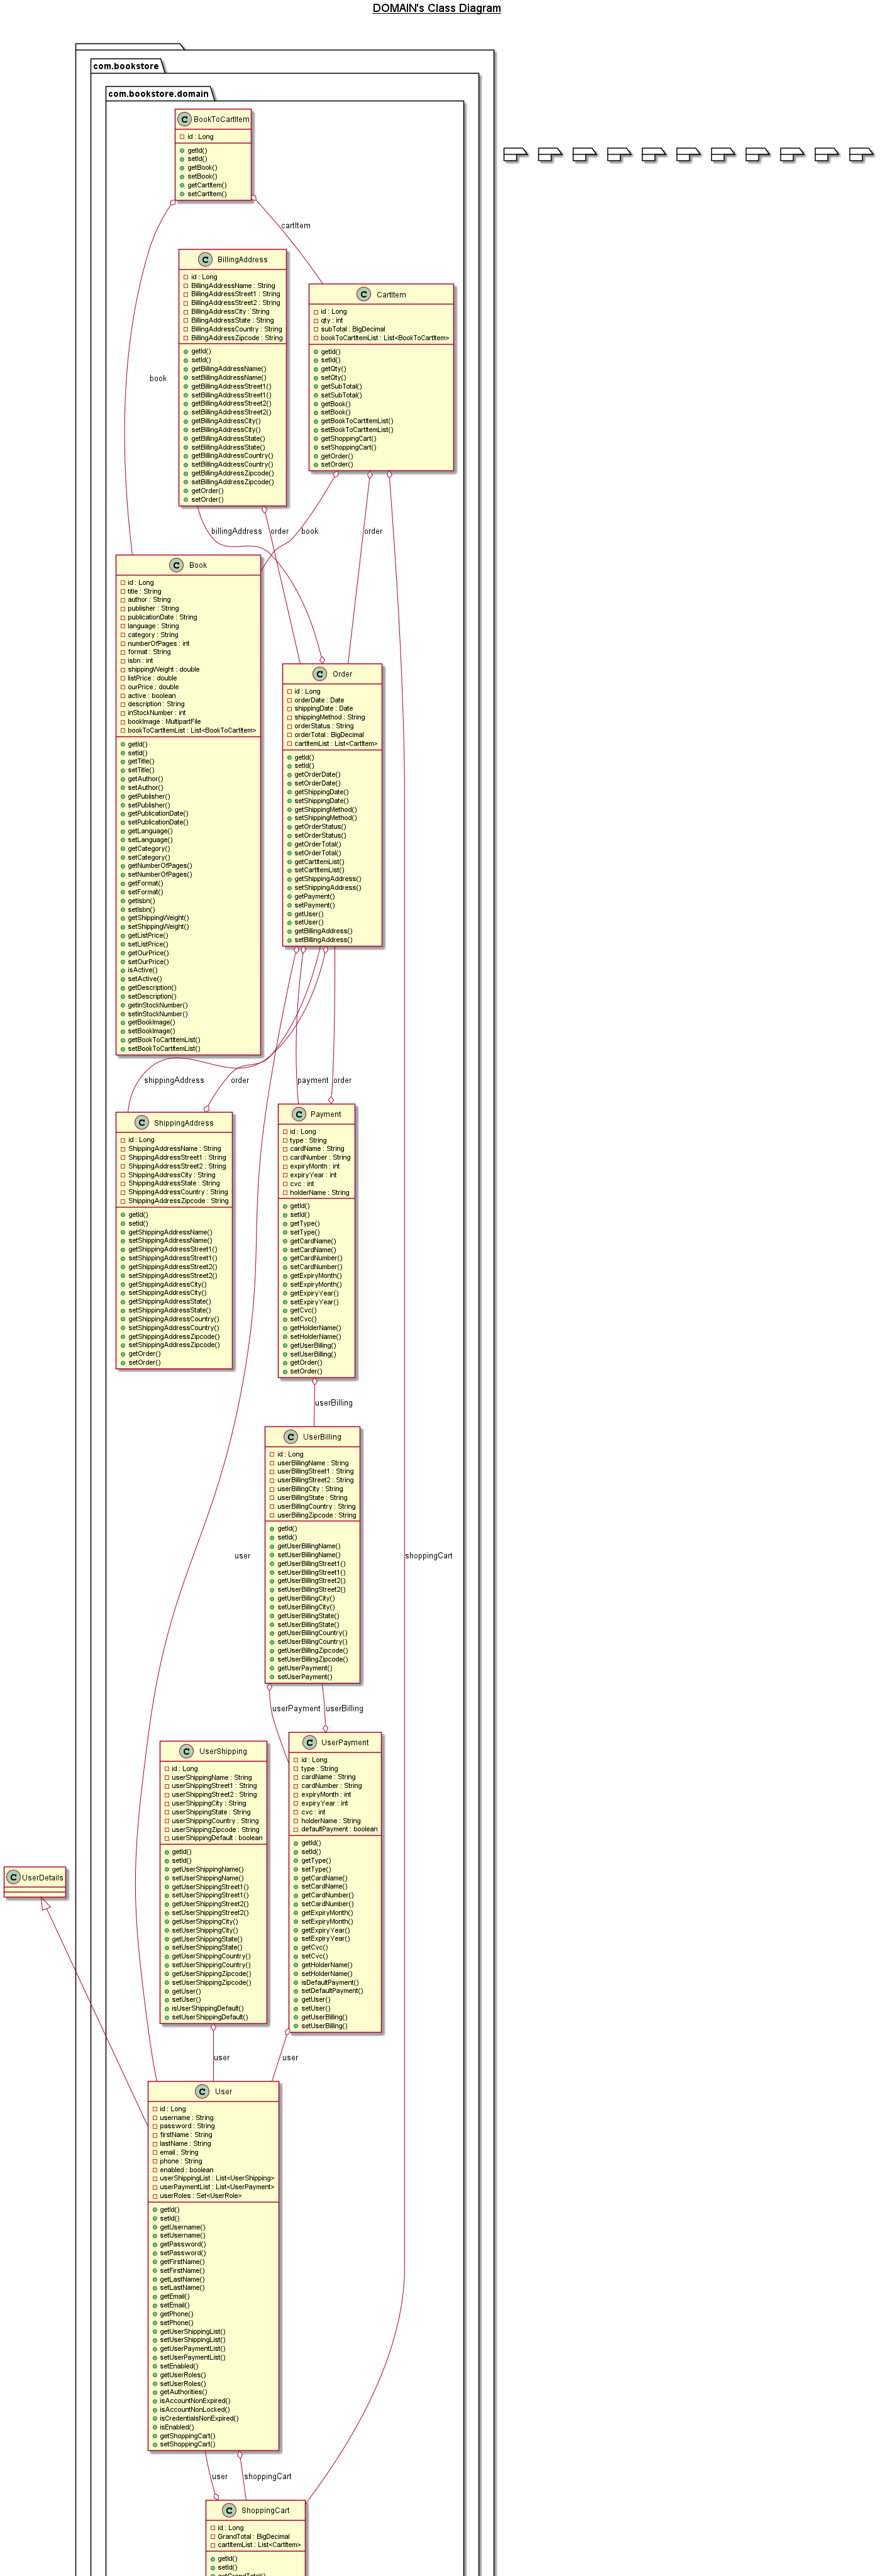 DOMAIN's Class Diagram
com.bookstore
com.bookstore.domain
C BookToCartItem
id : Long
getId()
setId()
getBook()
setBook()
getCartItem()
setCartItem()
cartItem
book
C BillingAddress
id : Long
BillingAddressName : String
BillingAddressStreet1 : String
BillingAddressStreet2 : String
BillingAddressCity : String
BillingAddressState : String
BillingAddressCountry : String
BillingAddressZipcode : String
getId()
setId()
getBillingAddressName()
setBillingAddressName()
getBillingAddressStreet1()
setBillingAddressStreet1()
getBillingAddressStreet2()
setBillingAddressStreet2()
getBillingAddressCity()
setBillingAddressCity()
getBillingAddressState()
setBillingAddressState()
getBillingAddressCountry()
setBillingAddressCountry()
getBillingAddressZipcode()
setBillingAddressZipcode()
getOrder()
setOrder()
C CartItem
id : Long
qty : int
subTotal : BigDecimal
bookToCartItemList : List<BookToCartItem>
getId()
setId()
getQty()
setQty()
getSubTotal()
setSubTotal()
getBook()
setBook()
getBookToCartItemList()
setBookToCartItemList()
getShoppingCart()
setShoppingCart()
getOrder()
setOrder()
billingAddress
order
book
order
C Book
id : Long
title : String
author : String
publisher : String
publicationDate : String
language : String
category : String
numberOfPages : int
format : String
isbn : int
shippingWeight : double
listPrice : double
ourPrice : double
active : boolean
description : String
inStockNumber : int
bookImage : MultipartFile
bookToCartItemList : List<BookToCartItem>
getId()
setId()
getTitle()
setTitle()
getAuthor()
setAuthor()
getPublisher()
setPublisher()
getPublicationDate()
setPublicationDate()
getLanguage()
setLanguage()
getCategory()
setCategory()
getNumberOfPages()
setNumberOfPages()
getFormat()
setFormat()
getIsbn()
setIsbn()
getShippingWeight()
setShippingWeight()
getListPrice()
setListPrice()
getOurPrice()
setOurPrice()
isActive()
setActive()
getDescription()
setDescription()
getInStockNumber()
setInStockNumber()
getBookImage()
setBookImage()
getBookToCartItemList()
setBookToCartItemList()
C Order
id : Long
orderDate : Date
shippingDate : Date
shippingMethod : String
orderStatus : String
orderTotal : BigDecimal
cartItemList : List<CartItem>
getId()
setId()
getOrderDate()
setOrderDate()
getShippingDate()
setShippingDate()
getShippingMethod()
setShippingMethod()
getOrderStatus()
setOrderStatus()
getOrderTotal()
setOrderTotal()
getCartItemList()
setCartItemList()
getShippingAddress()
setShippingAddress()
getPayment()
setPayment()
getUser()
setUser()
getBillingAddress()
setBillingAddress()
shippingAddress
order
payment
order
C ShippingAddress
id : Long
ShippingAddressName : String
ShippingAddressStreet1 : String
ShippingAddressStreet2 : String
ShippingAddressCity : String
ShippingAddressState : String
ShippingAddressCountry : String
ShippingAddressZipcode : String
getId()
setId()
getShippingAddressName()
setShippingAddressName()
getShippingAddressStreet1()
setShippingAddressStreet1()
getShippingAddressStreet2()
setShippingAddressStreet2()
getShippingAddressCity()
setShippingAddressCity()
getShippingAddressState()
setShippingAddressState()
getShippingAddressCountry()
setShippingAddressCountry()
getShippingAddressZipcode()
setShippingAddressZipcode()
getOrder()
setOrder()
C Payment
id : Long
type : String
cardName : String
cardNumber : String
expiryMonth : int
expiryYear : int
cvc : int
holderName : String
getId()
setId()
getType()
setType()
getCardName()
setCardName()
getCardNumber()
setCardNumber()
getExpiryMonth()
setExpiryMonth()
getExpiryYear()
setExpiryYear()
getCvc()
setCvc()
getHolderName()
setHolderName()
getUserBilling()
setUserBilling()
getOrder()
setOrder()
userBilling
C UserBilling
id : Long
userBillingName : String
userBillingStreet1 : String
userBillingStreet2 : String
userBillingCity : String
userBillingState : String
userBillingCountry : String
userBillingZipcode : String
getId()
setId()
getUserBillingName()
setUserBillingName()
getUserBillingStreet1()
setUserBillingStreet1()
getUserBillingStreet2()
setUserBillingStreet2()
getUserBillingCity()
setUserBillingCity()
getUserBillingState()
setUserBillingState()
getUserBillingCountry()
setUserBillingCountry()
getUserBillingZipcode()
setUserBillingZipcode()
getUserPayment()
setUserPayment()
user
shoppingCart
userPayment
userBilling
C UserShipping
id : Long
userShippingName : String
userShippingStreet1 : String
userShippingStreet2 : String
userShippingCity : String
userShippingState : String
userShippingCountry : String
userShippingZipcode : String
userShippingDefault : boolean
getId()
setId()
getUserShippingName()
setUserShippingName()
getUserShippingStreet1()
setUserShippingStreet1()
getUserShippingStreet2()
setUserShippingStreet2()
getUserShippingCity()
setUserShippingCity()
getUserShippingState()
setUserShippingState()
getUserShippingCountry()
setUserShippingCountry()
getUserShippingZipcode()
setUserShippingZipcode()
getUser()
setUser()
isUserShippingDefault()
setUserShippingDefault()
C UserPayment
id : Long
type : String
cardName : String
cardNumber : String
expiryMonth : int
expiryYear : int
cvc : int
holderName : String
defaultPayment : boolean
getId()
setId()
getType()
setType()
getCardName()
setCardName()
getCardNumber()
setCardNumber()
getExpiryMonth()
setExpiryMonth()
getExpiryYear()
setExpiryYear()
getCvc()
setCvc()
getHolderName()
setHolderName()
isDefaultPayment()
setDefaultPayment()
getUser()
setUser()
getUserBilling()
setUserBilling()
C UserDetails
user
user
C User
id : Long
username : String
password : String
firstName : String
lastName : String
email : String
phone : String
enabled : boolean
userShippingList : List<UserShipping>
userPaymentList : List<UserPayment>
userRoles : Set<UserRole>
getId()
setId()
getUsername()
setUsername()
getPassword()
setPassword()
getFirstName()
setFirstName()
getLastName()
setLastName()
getEmail()
setEmail()
getPhone()
setPhone()
getUserShippingList()
setUserShippingList()
getUserPaymentList()
setUserPaymentList()
setEnabled()
getUserRoles()
setUserRoles()
getAuthorities()
isAccountNonExpired()
isAccountNonLocked()
isCredentialsNonExpired()
isEnabled()
getShoppingCart()
setShoppingCart()
user
shoppingCart
C ShoppingCart
id : Long
GrandTotal : BigDecimal
cartItemList : List<CartItem>
getId()
setId()